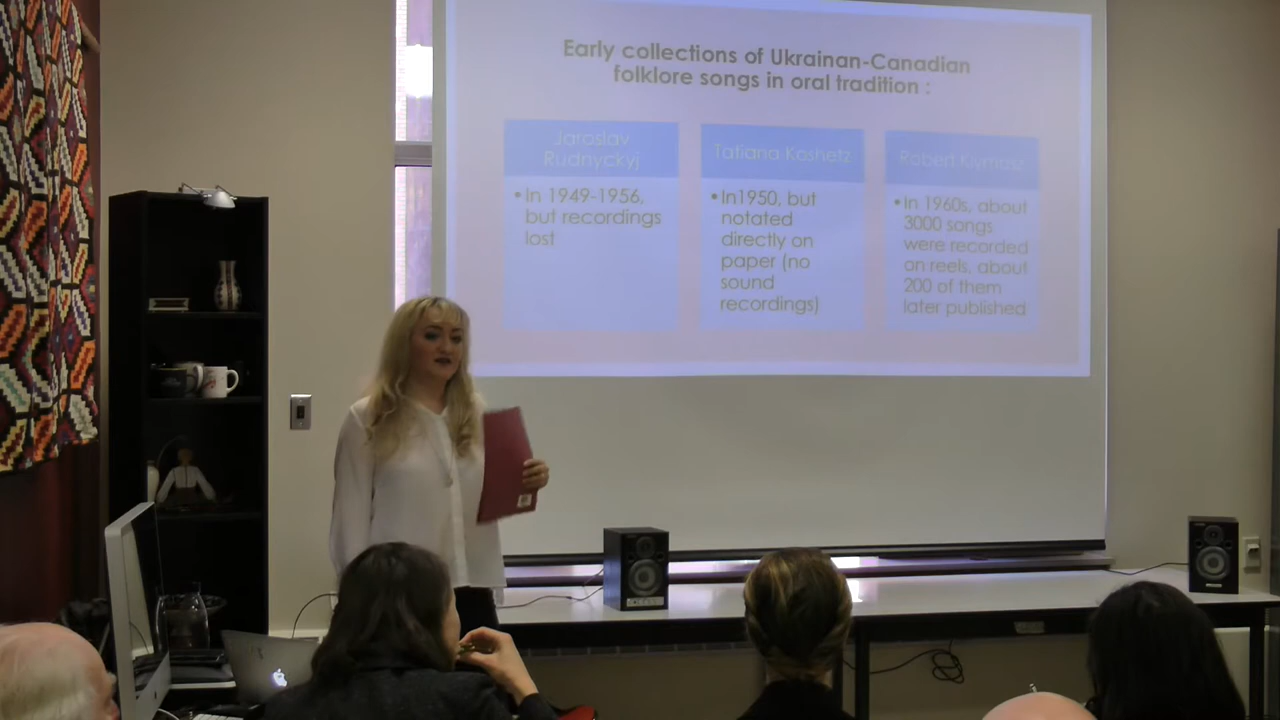 Early collections of Ukrainan-Canadian
folklore songs in oral tradition :
Jaroslav
Rudnyckyj
• In 1949-1956,
but recordings
lost
Tatiana Koshetz
• In1950, but
notated
directly on
paper (no
sound
recordings)
Robert Klymasz
• In 1960s, about
3000 songs
were recorded
on reels, about
200 of them
later published